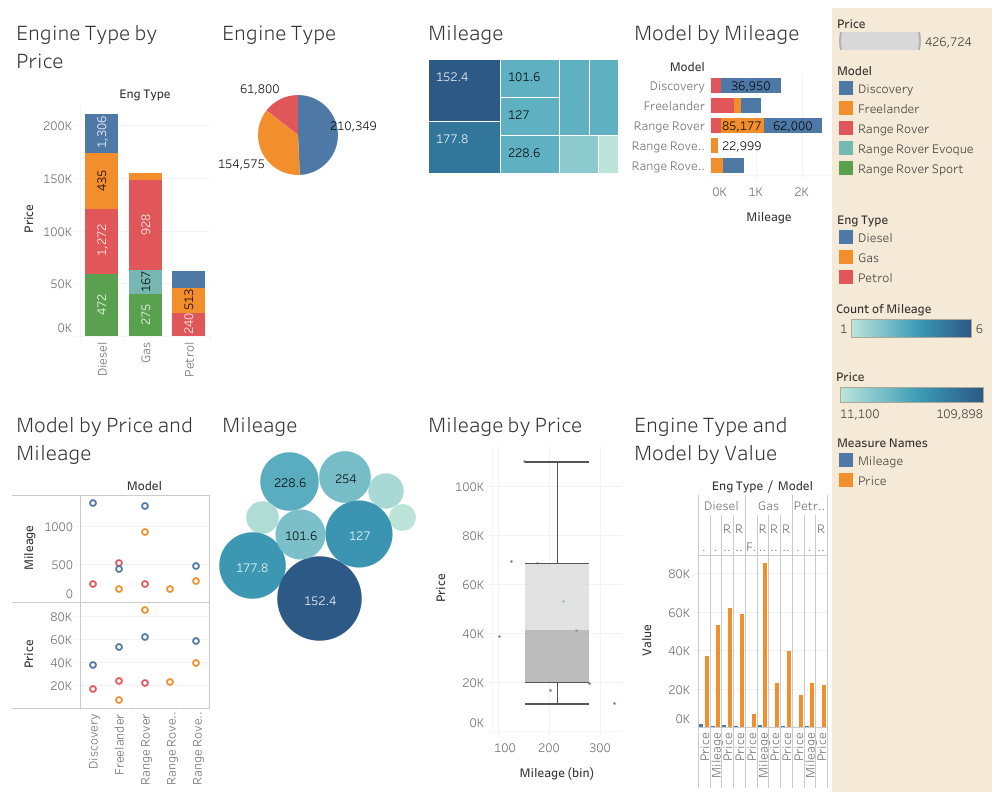 Engine Type by
Price
Eng Type
200K
150K
100K
50K
0K
Price
1,306
435
1,272
472
928
167
275
513
240
Diesel
Gas
Petrol
Engine Type
61,800
210,349
154,575
Mileage
152.4
177.8
101.6
127
228.6
Model by Mileage
Model
Discovery
36,950
Freelander
Range Rover
85,177
62,000
Range Rove..
22,999
Range Rove..
0K
1K
2K
Mileage
Price
426,724
Model
Discovery
Freelander
Range Rover
Range Rover Evoque
Range Rover Sport
Eng Type
Diesel
Gas
Petrol
Count of Mileage
1
6
Price
11,100
109,898
Measure Names
Mileage
Price
Model by Price and
Mileage
Model
1000
500
0
Mileage
80K
60K
40K
20K
Price
Discovery
Freelander
Range Rover
Range Rove..
Range Rove..
Mileage
228.6
254
101.6
127
177.8
152.4
Mileage by Price
100K
80K
60K
40K
20K
0K
Price
100
200
300
Mileage (bin)
Engine Type and
Model by Value
Eng Type / Model
Diesel
Gas
Petr..
R
R
R
R
R
..
..
F..
..
..
..
..
80K
60K
40K
20K
0K
Value
Price
Mileage
Price
Price
Price
Mileage
Price
Price
Price
Mileage
Price